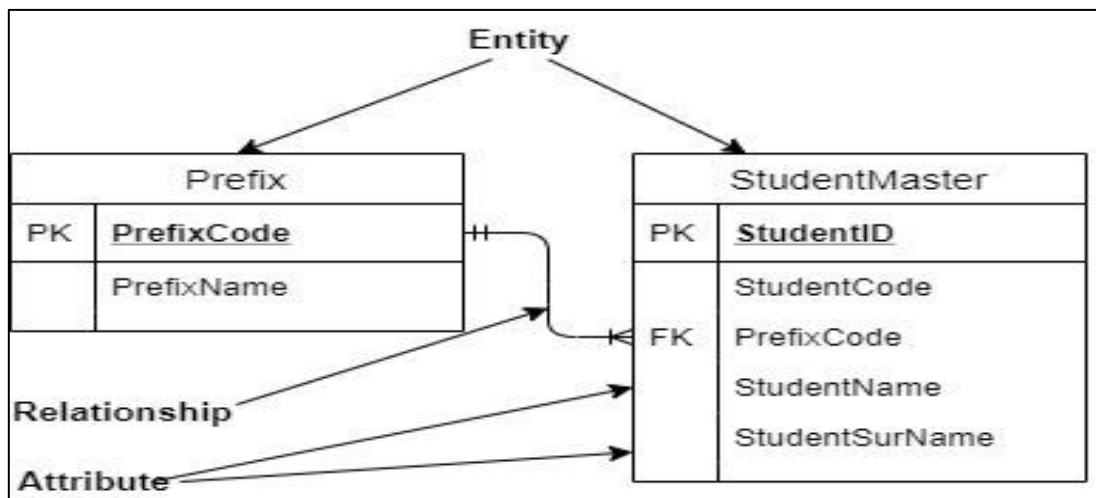 Entity
Prefix
PK PrefixCode
PrefixName
StudentMaster
PK StudentID
StudentCode
FK PrefixCode
StudentName
StudentSurName
Relationship
Attribute